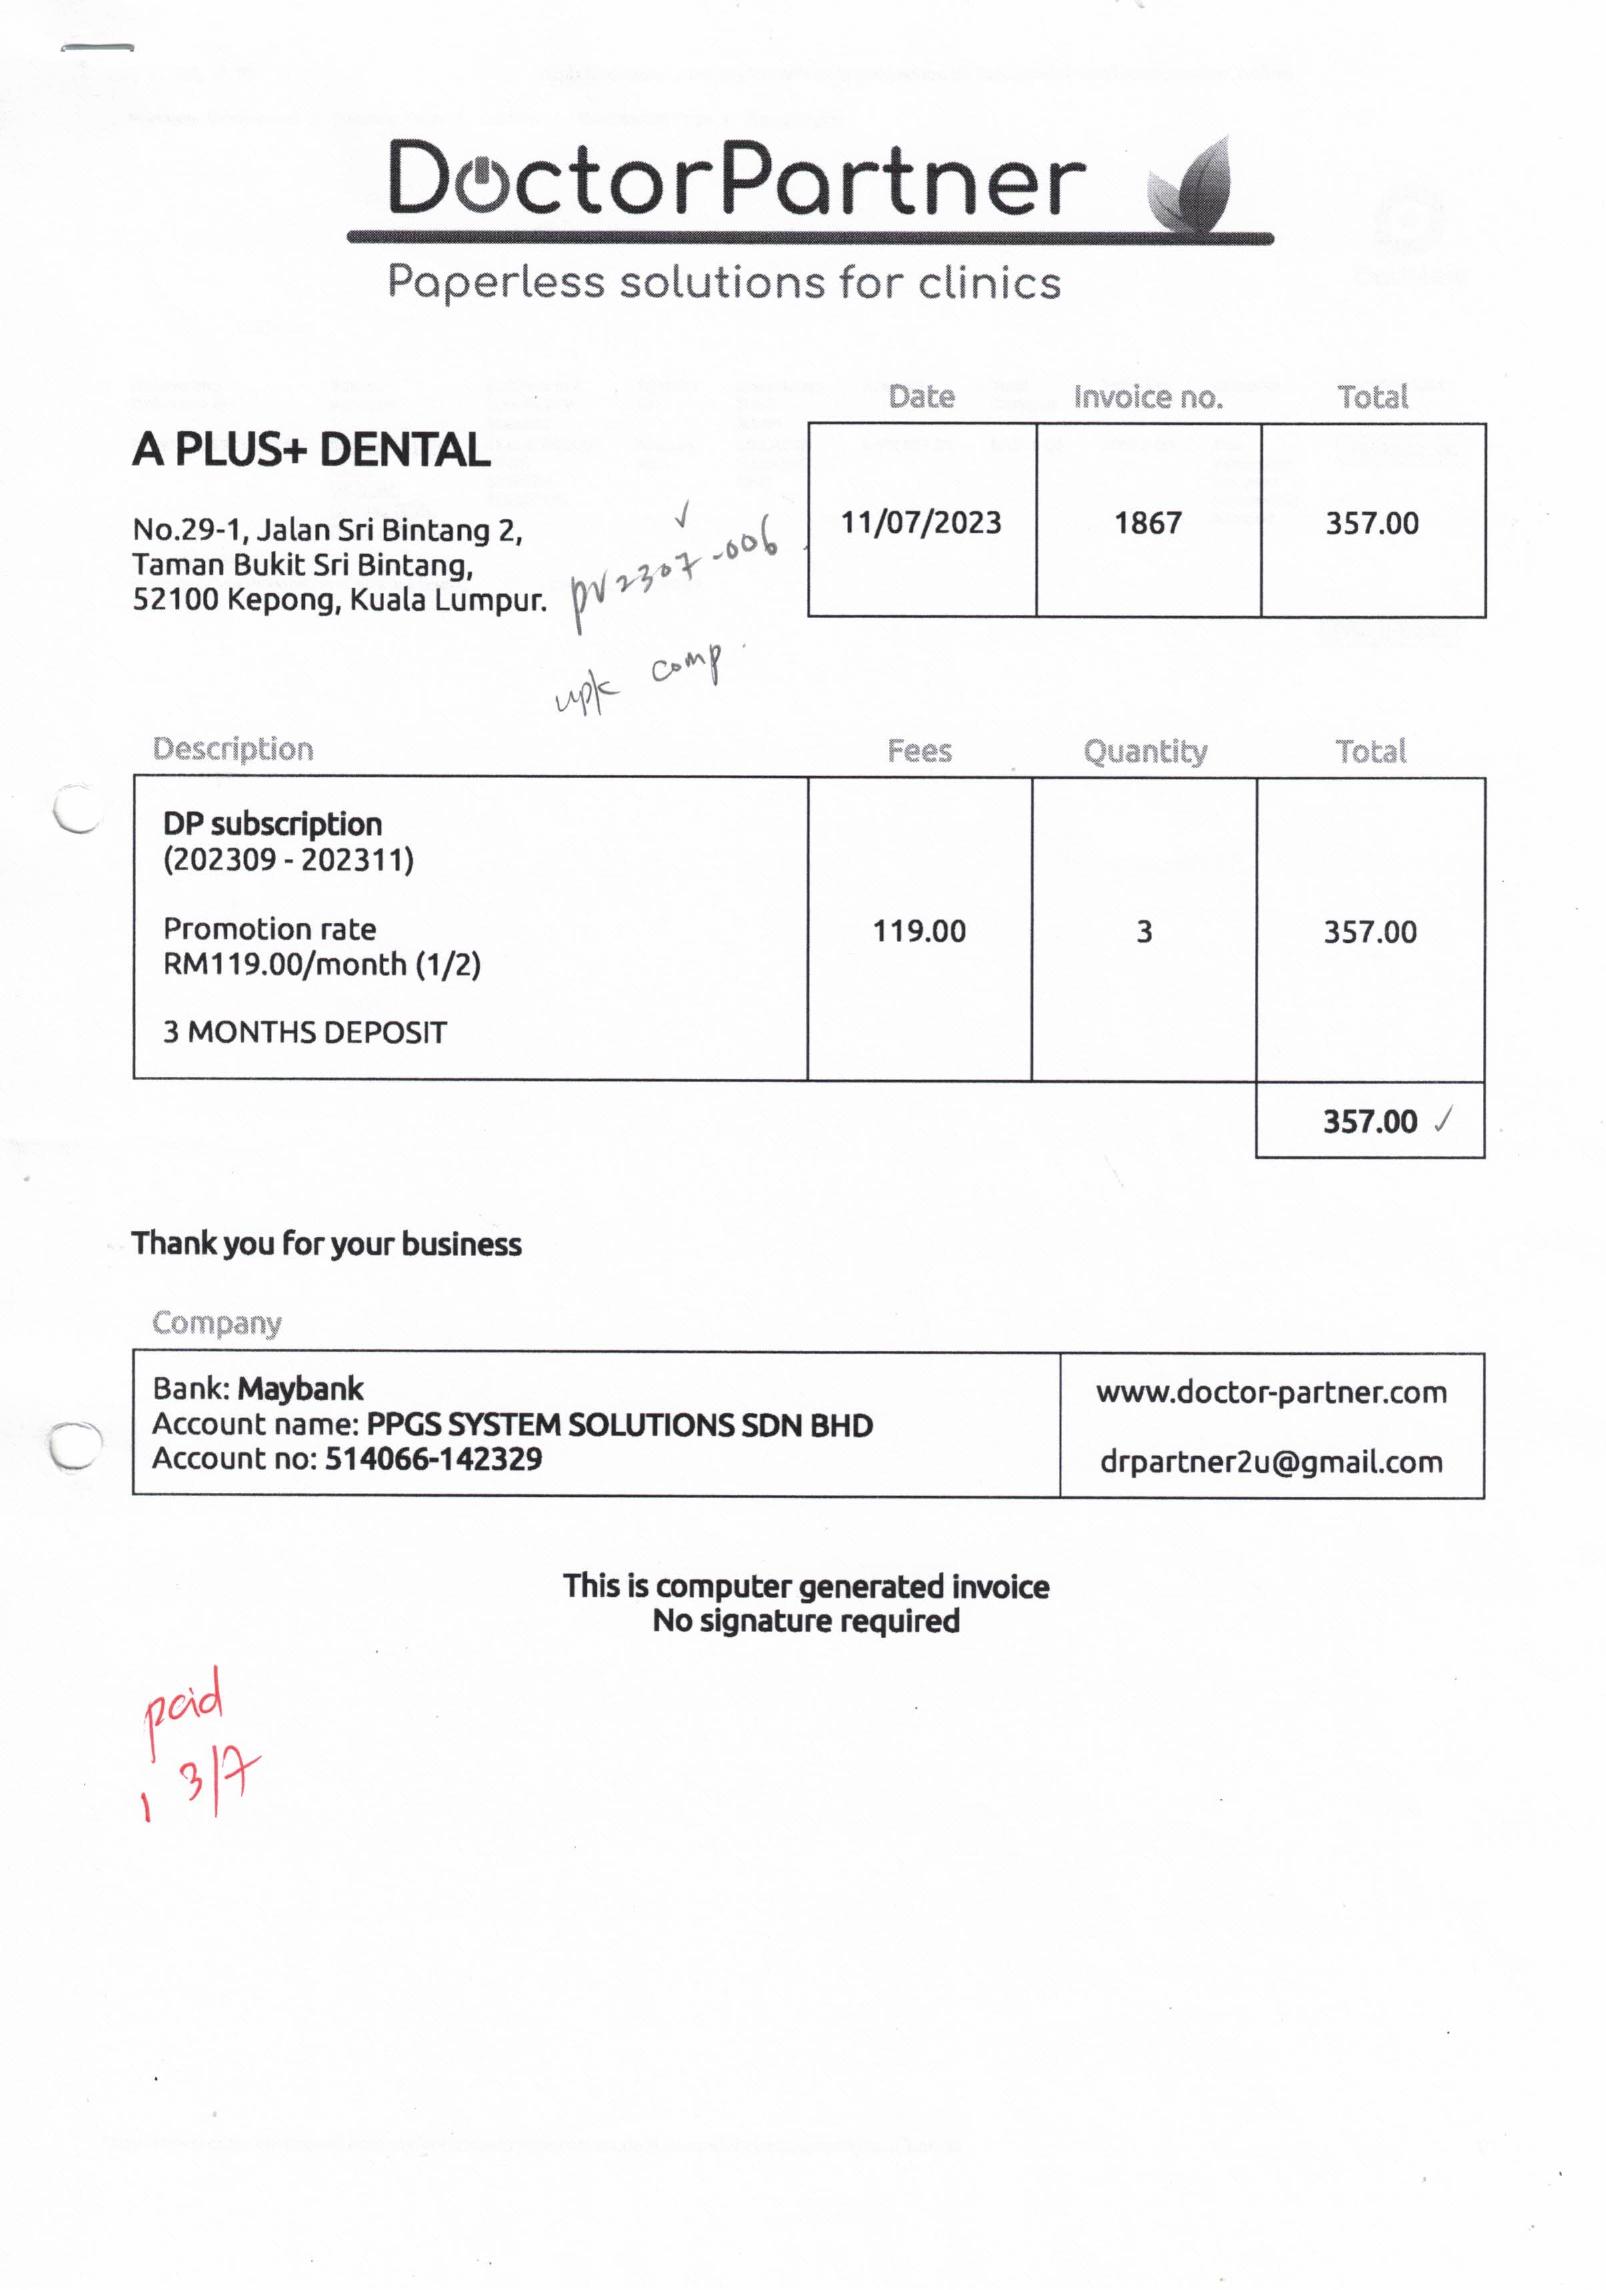 DoctorPartner
Paperless solutions for clinics
Date Invoice no. Total
A PLUS+ DENTAL
No.29-1, Jalan Sri Bintang 2,
Taman Bukit Sri Bintang,
52100 Kepong, Kuala Lumpur.
11/07/2023 1867 357.00
PV2307-006
upk comp.
Description Fees Quantity Total
DP subscription
(202309 - 202311)
Promotion rate
RM119.00/month (1/2)
3 MONTHS DEPOSIT
119.00 3 357.00
357.00 ✓
Thank you for your business
Company
Bank: Maybank
Account name: PPGS SYSTEM SOLUTIONS SDN BHD
Account no: 514066-142329
www.doctor-partner.com
drpartner2u@gmail.com
This is computer generated invoice
No signature required
paid
13/7